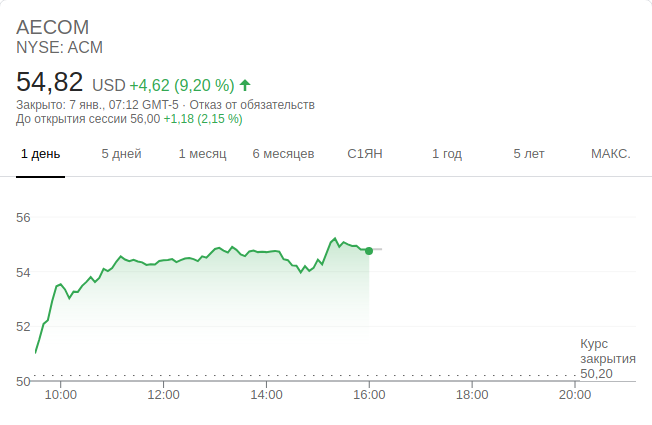 AECOM
NYSE: ACM
54,82 USD +4,62 (9,20 %)
Закрыто: 7 янв., 07:12 GMT-5 · Отказ от обязательств
До открытия сессии 56,00 +1,18 (2,15 %)
1 день 5 дней 1 месяц 6 месяцев С1ЯН 1 год 5 лет МАКС.
56
54
52
Курс
закрытия
50,20
50
10:00 12:00 14:00 16:00 18:00 20:00